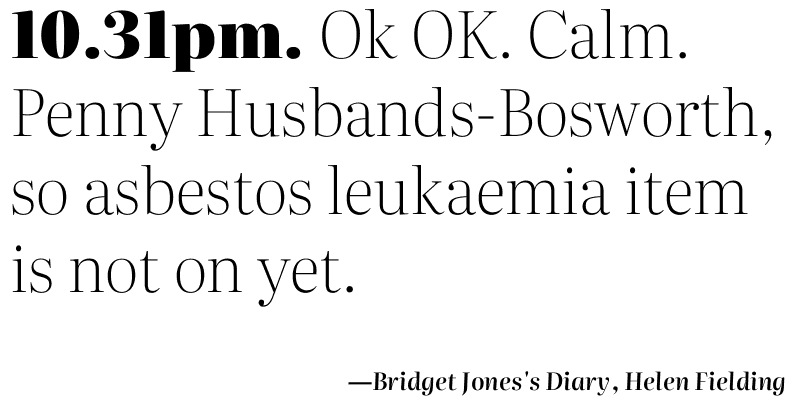 10.31pm. Ok OK. Calm.
Penny Husbands-Bosworth,
so asbestos leukaemia item
is not on yet.
—Bridget Jones's Diary, Helen Fielding